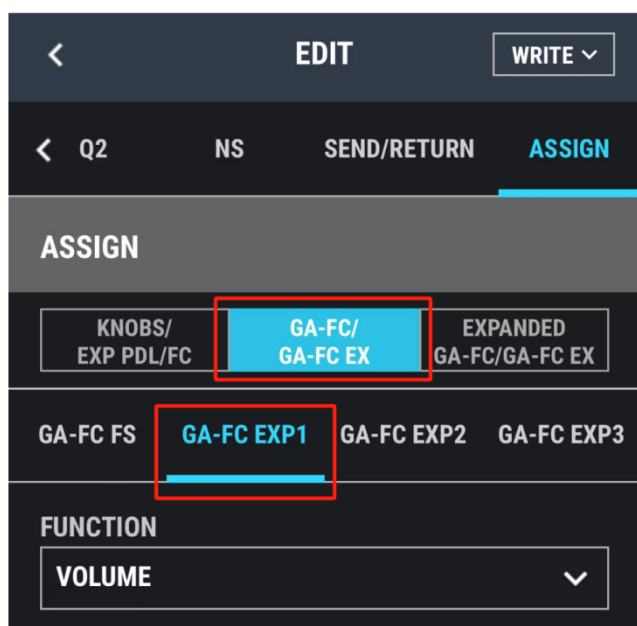 EDIT WRITE
Q2 NS SEND/RETURN ASSIGN
ASSIGN
KNOBS/ GA-FC/ EXPANDED
EXP PDL/FC GA-FC EX GA-FC/GA-FC EX
GA-FC FS GA-FC EXP1 GA-FC EXP2 GA-FC EXP3
FUNCTION
VOLUME